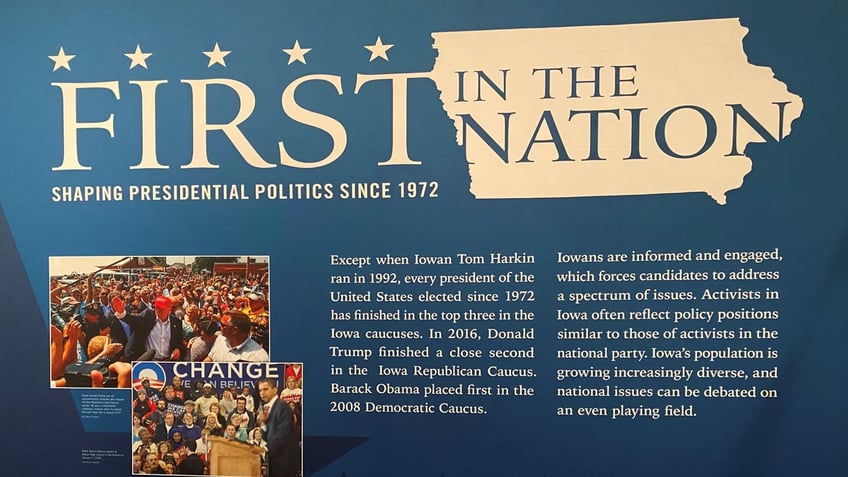 FIRST
IN THE
NATION
SHAPING PRESIDENTIAL POLITICS SINCE 1972
Except when Iowan Tom Harkin
ran in 1992, every president of the
United States elected since 1972
has finished in the top three in the
Iowa caucuses. In 2016, Donald
Trump finished a close second
in the Iowa Republican Caucus.
Barack Obama placed first in the
2008 Democratic Caucus.
Iowans are informed and engaged,
which forces candidates to address
a spectrum of issues. Activists in
Iowa often reflect policy positions
similar to those of activists in the
national party. Iowa's population is
growing increasingly diverse, and
national issues can be debated on
an even playing field.
CHANGE
WE CAN BELIEVE IN